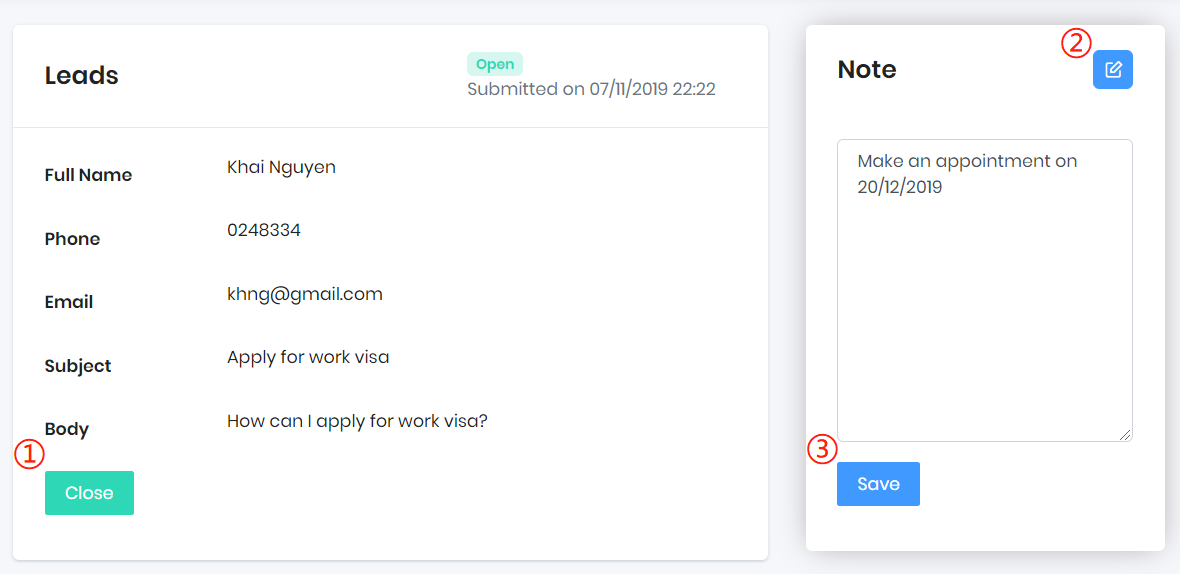 Leads
Open
Submitted on 07/11/2019 22:22
Full Name Khai Nguyen
Phone 0248334
Email khng@gmail.com
Subject Apply for work visa
Body How can I apply for work visa?
①
Close
②
Note
Make an appointment on
20/12/2019
③
Save